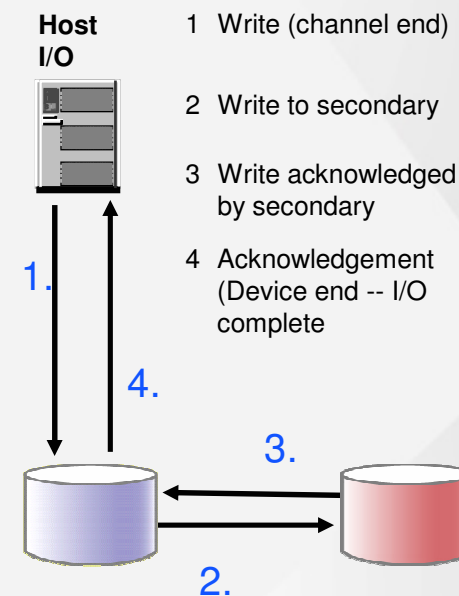 Host
I/O
1 Write (channel end)
2 Write to secondary
3 Write acknowledged
by secondary
4 Acknowledgement
(Device end -- I/O
complete
1.
4.
3.
2.